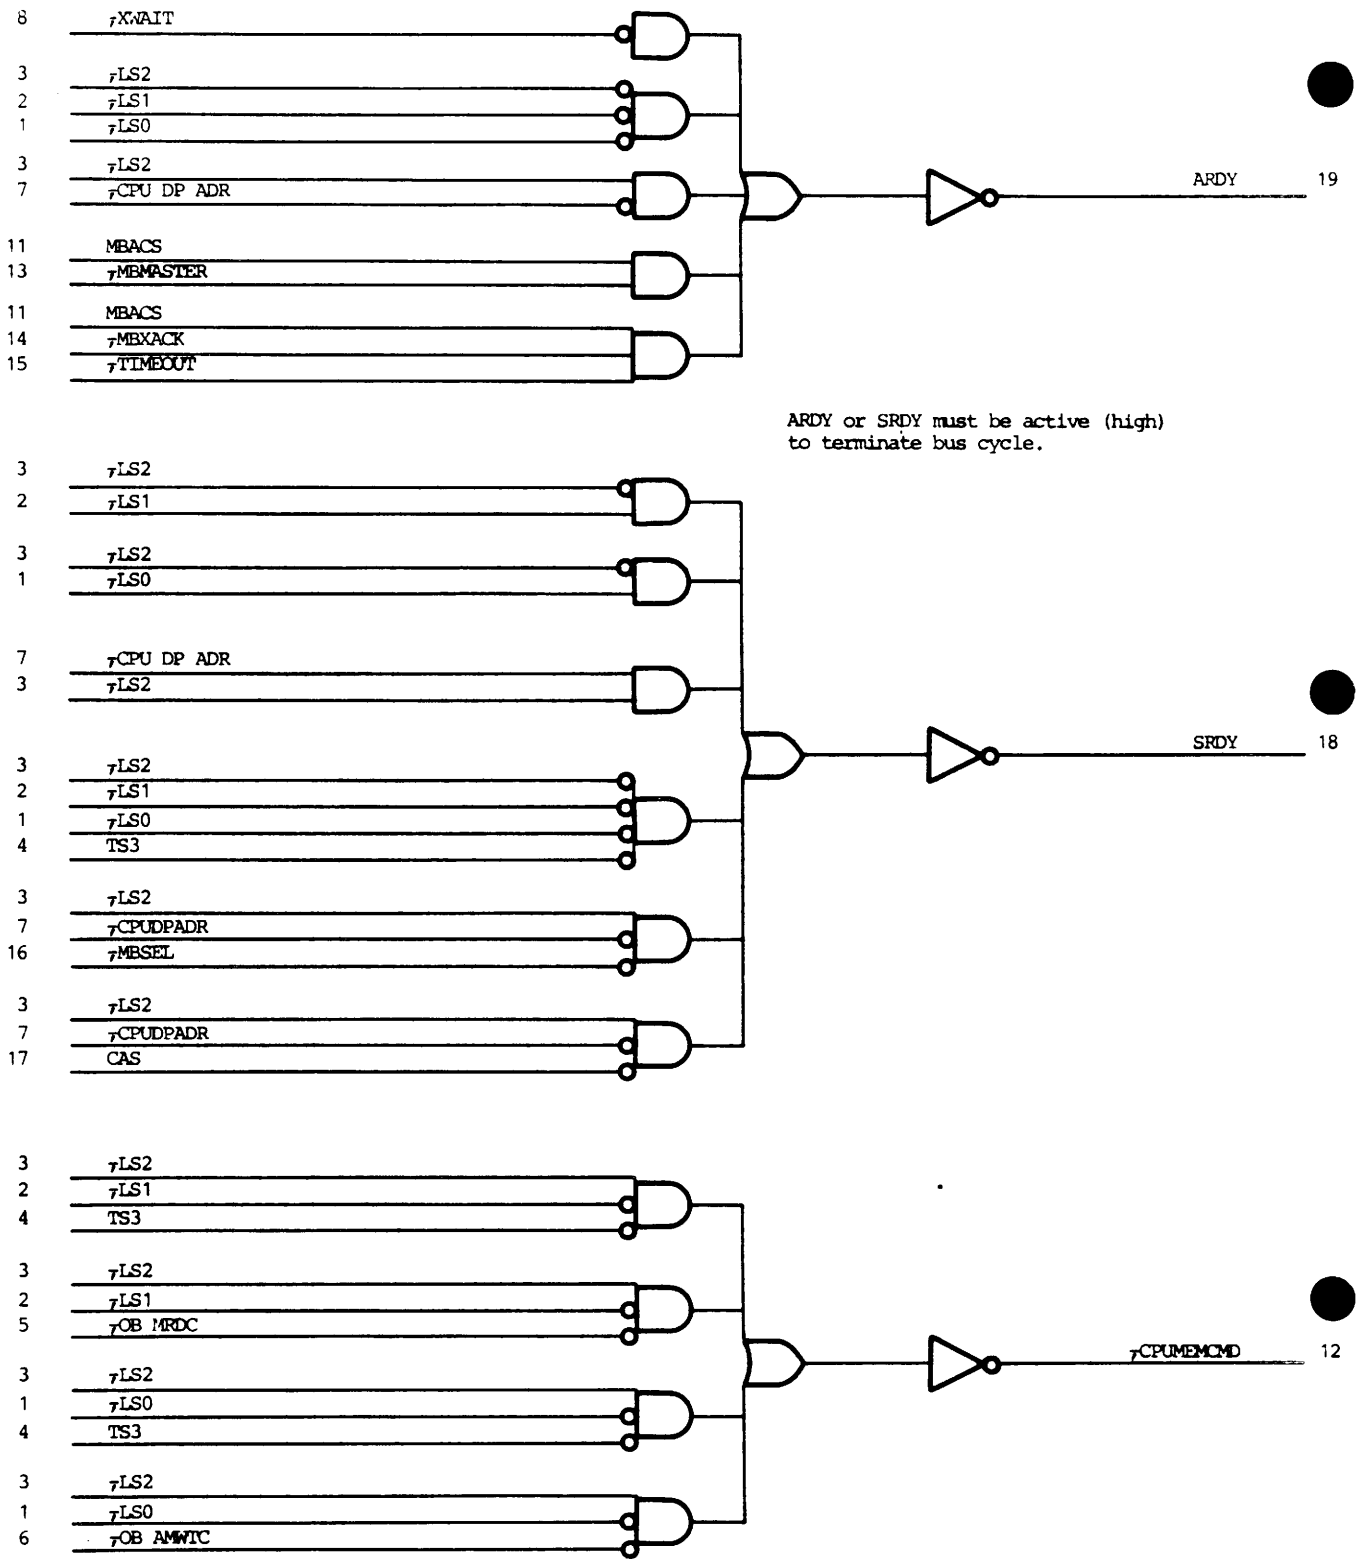 8 ¬XWAIT
3 ¬LS2
2 ¬LS1
1 ¬LS0
3 ¬LS2
7 ¬CPU DP ADR
ARDY 19
11 MBACS
13 ¬MBMASTER
11 MBACS
14 ¬MBXACK
15 ¬TIMEOUT
ARDY or SRDY must be active (high)
to terminate bus cycle.
3 ¬LS2
2 ¬LS1
3 ¬LS2
1 ¬LS0
7 ¬CPU DP ADR
3 ¬LS2
SRDY 18
3 ¬LS2
2 ¬LS1
1 ¬LS0
4 TS3
3 ¬LS2
7 ¬CPUDPADR
16 ¬MBSEL
3 ¬LS2
7 ¬CPUDPADR
17 CAS
3 ¬LS2
2 ¬LS1
4 TS3
3 ¬LS2
2 ¬LS1
5 ¬OB MRDC
¬CPUMEMCMD 12
3 ¬LS2
1 ¬LS0
4 TS3
3 ¬LS2
1 ¬LS0
6 ¬OB AMWTC